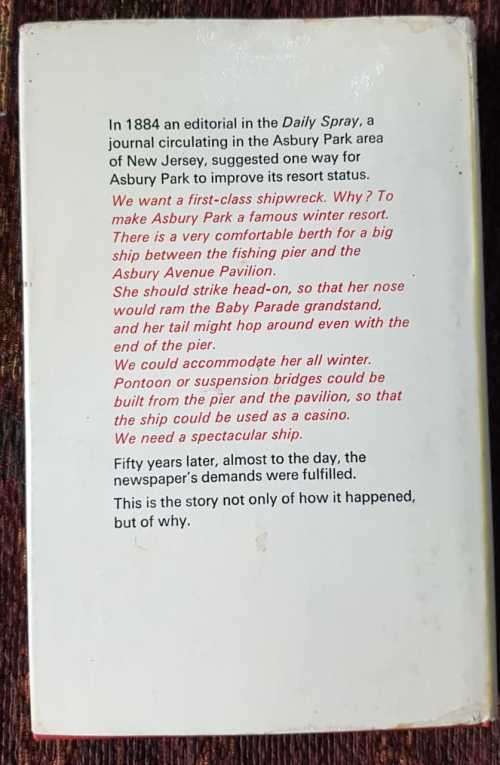 In 1884 an editorial in the Daily Spray, a
journal circulating in the Asbury Park area
of New Jersey, suggested one way for
Asbury Park to improve its resort status.
We want a first-class shipwreck. Why? To
make Asbury Park a famous winter resort.
There is a very comfortable berth for a big
ship between the fishing pier and the
Asbury Avenue Pavilion.
She should strike head-on, so that her nose
would ram the Baby Parade grandstand,
and her tail might hop around even with the
end of the pier.
We could accommodate her all winter.
Pontoon or suspension bridges could be
built from the pier and the pavilion, so that
the ship could be used as a casino.
We need a spectacular ship.
Fifty years later, almost to the day, the
newspaper's demands were fulfilled.
This is the story not only of how it happened,
but of why.